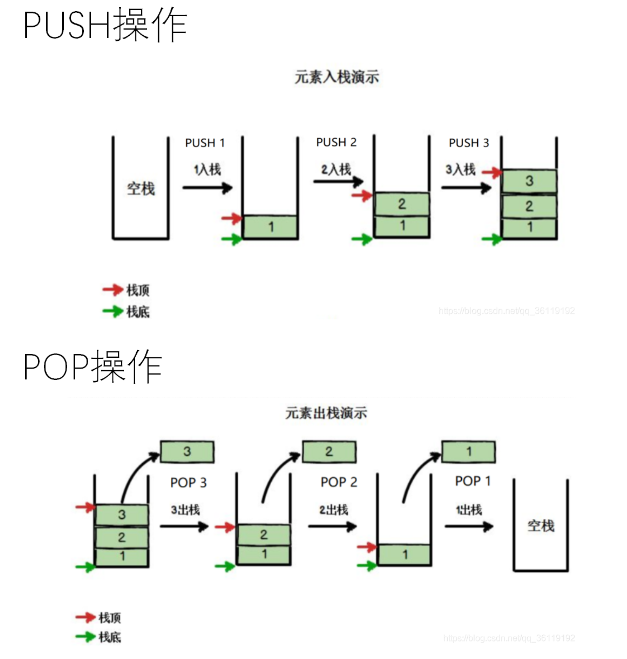 PUSH操作
元素入栈演示
PUSH 1
PUSH 2
PUSH 3
1入栈
2入栈
3入栈
空栈
1
2
1
3
2
1
栈顶
栈底
https://blog.csdn.net/qq_36119192
POP操作
元素出栈演示
3
2
1
POP 3
POP 2
POP 1
3出栈
2出栈
1出栈
3
2
1
2
1
1
空栈
栈顶
栈底
https://blog.csdn.net/qq_36119192